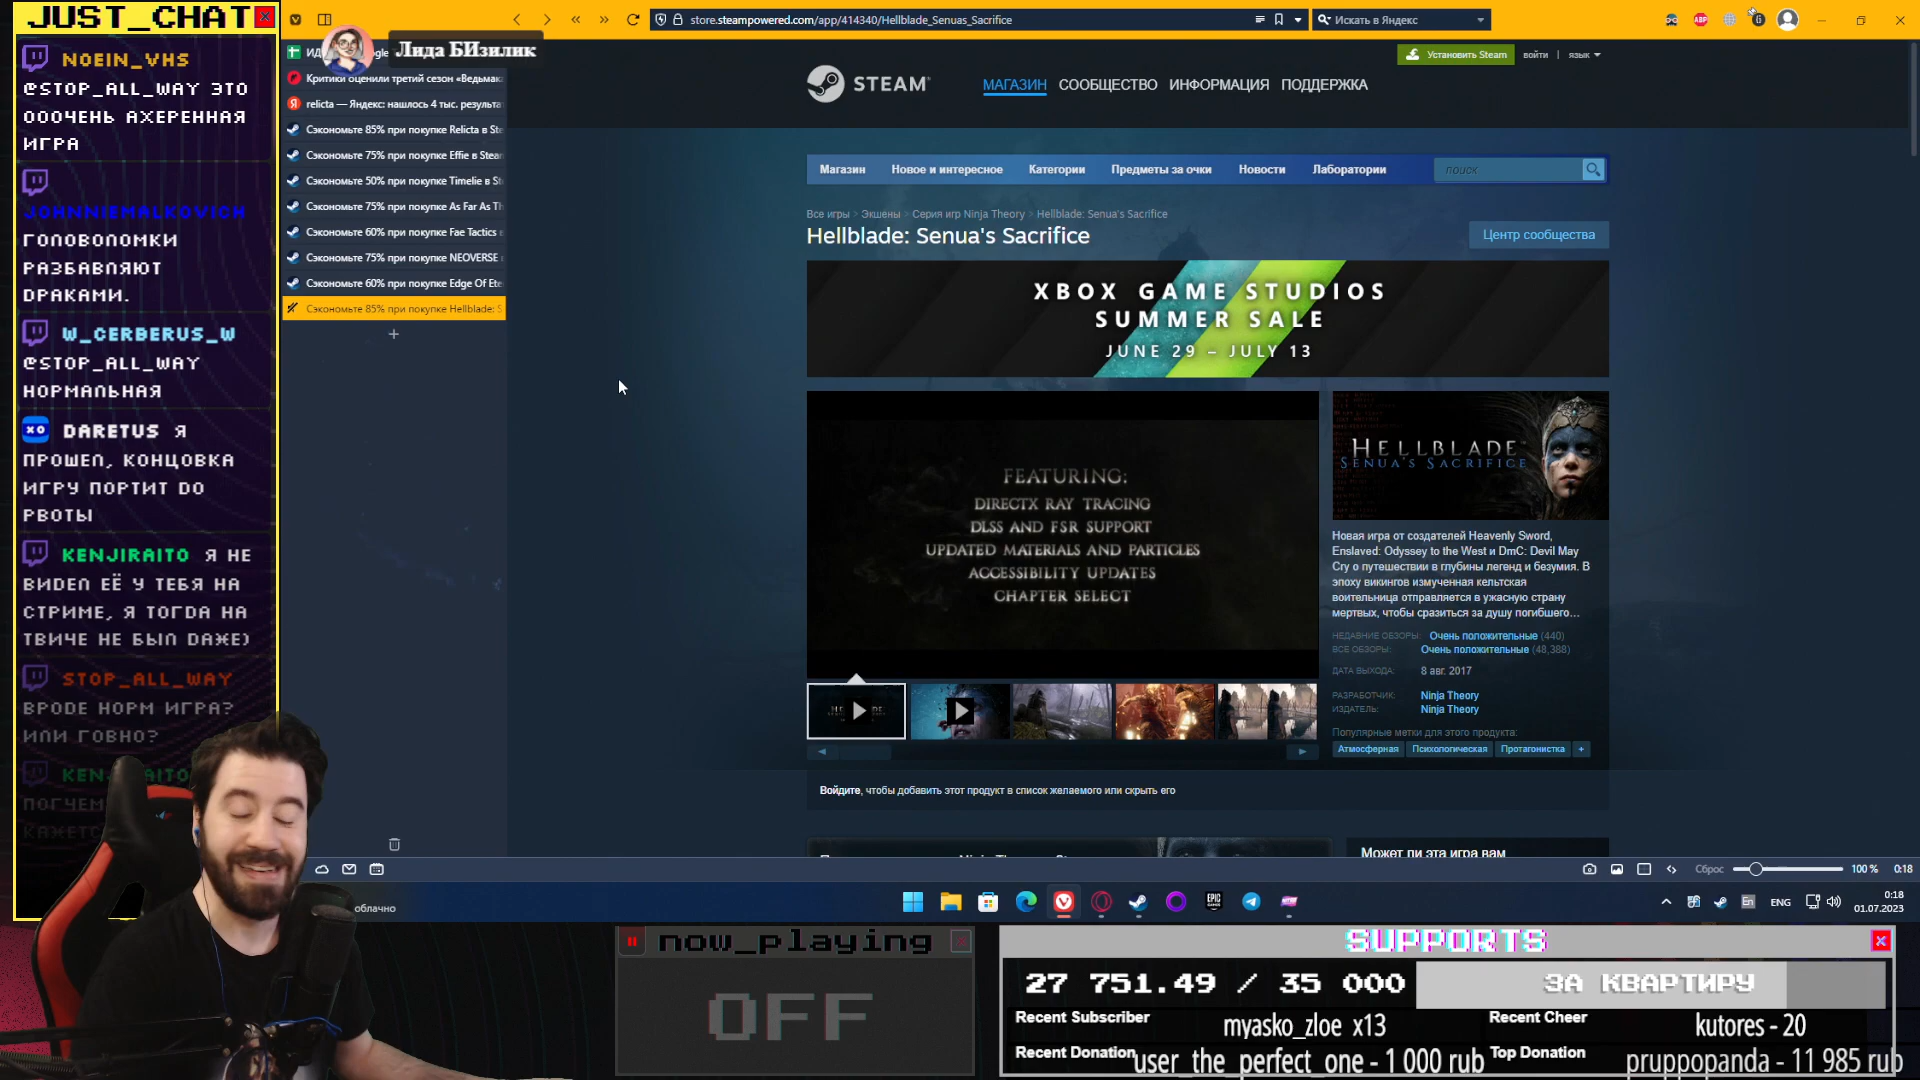 JUST_CHAT
NOEIN_VHS
@STOP_ALL_WAY ЭТО
ОООЧЕНЬ АХЕРЕННАЯ
ИГРА
JOHNNIEMALKOVICH
ГОЛОВОЛОМКИ
РАЗБАВЛЯЮТ
DРАКАМИ.
W_CERBERUS_W
@STOP_ALL_WAY
НОРМАЛЬНАЯ
DARETUS Я
ПРОШЕЛ, КОНЦОВКА
ИГРУ ПОРТИТ DО
РВОТЫ
KENJIRAITO Я НЕ
ВИDЕЛ ЕЁ У ТЕБЯ НА
СТРИМЕ, Я ТОГDА НА
ТВИЧЕ НЕ БЫЛ DАЖЕ)
STOP_ALL_WAY
ВРОDЕ НОРМ ИГРА?
ИЛИ ГОВНО?
Лида БИзилик
Критики оценили третий сезон «Ведьмак
relicta — Яндекс: нашлось 4 тыс. результа
Сэкономьте 85% при покупке Relicta в Ste
Сэкономьте 75% при покупке Effie в Steam
Сэкономьте 50% при покупке Timelie в St
Сэкономьте 75% при покупке As Far As Th
Сэкономьте 60% при покупке Fae Tactics в
Сэкономьте 75% при покупке NEOVERSE
Сэкономьте 60% при покупке Edge Of Ete
Сэкономьте 85% при покупке Hellblade: S
store.steampowered.com/app/414340/Hellblade_Senuas_Sacrifice
Искать в Яндекс
Установить Steam
войти
язык
STEAM
МАГАЗИН СООБЩЕСТВО ИНФОРМАЦИЯ ПОДДЕРЖКА
Магазин Новое и интересное Категории Предметы за очки Новости Лаборатории поиск
Все игры > Экшены > Серия игр Ninja Theory > Hellblade: Senua's Sacrifice
Hellblade: Senua's Sacrifice
Центр сообщества
XBOX GAME STUDIOS
SUMMER SALE
JUNE 29 – JULY 13
FEATURING:
DIRECTX RAY TRACING
DLSS AND FSR SUPPORT
UPDATED MATERIALS AND PARTICLES
ACCESSIBILITY UPDATES
CHAPTER SELECT
HELLBLADE
SENUA'S SACRIFICE
Новая игра от создателей Heavenly Sword,
Enslaved: Odyssey to the West и DmC: Devil May
Cry о путешествии в глубины легенд и безумия. В
эпоху викингов измученная кельтская
воительница отправляется в ужасную страну
мертвых, чтобы сразиться за душу погибшего…
НЕДАВНИЕ ОБЗОРЫ: Очень положительные (440)
ВСЕ ОБЗОРЫ: Очень положительные (48,388)
ДАТА ВЫХОДА: 8 авг. 2017
РАЗРАБОТЧИК: Ninja Theory
ИЗДАТЕЛЬ: Ninja Theory
Популярные метки для этого продукта:
Атмосферная Психологическая Протагонистка +
Войдите, чтобы добавить этот продукт в список желаемого или скрыть его
Может ли эта игра вам
Сброс
100 %
0:18
облачно
ENG
0:18
01.07.2023
now_playing
OFF
SUPPORTS
27 751.49 / 35 000
ЗА КВАРТИРУ
Recent Subscriber
myasko_zloe x13
Recent Cheer
kutores - 20
Recent Donation
user_the_perfect_one - 1 000 rub
Top Donation
pruppopanda - 11 985 rub